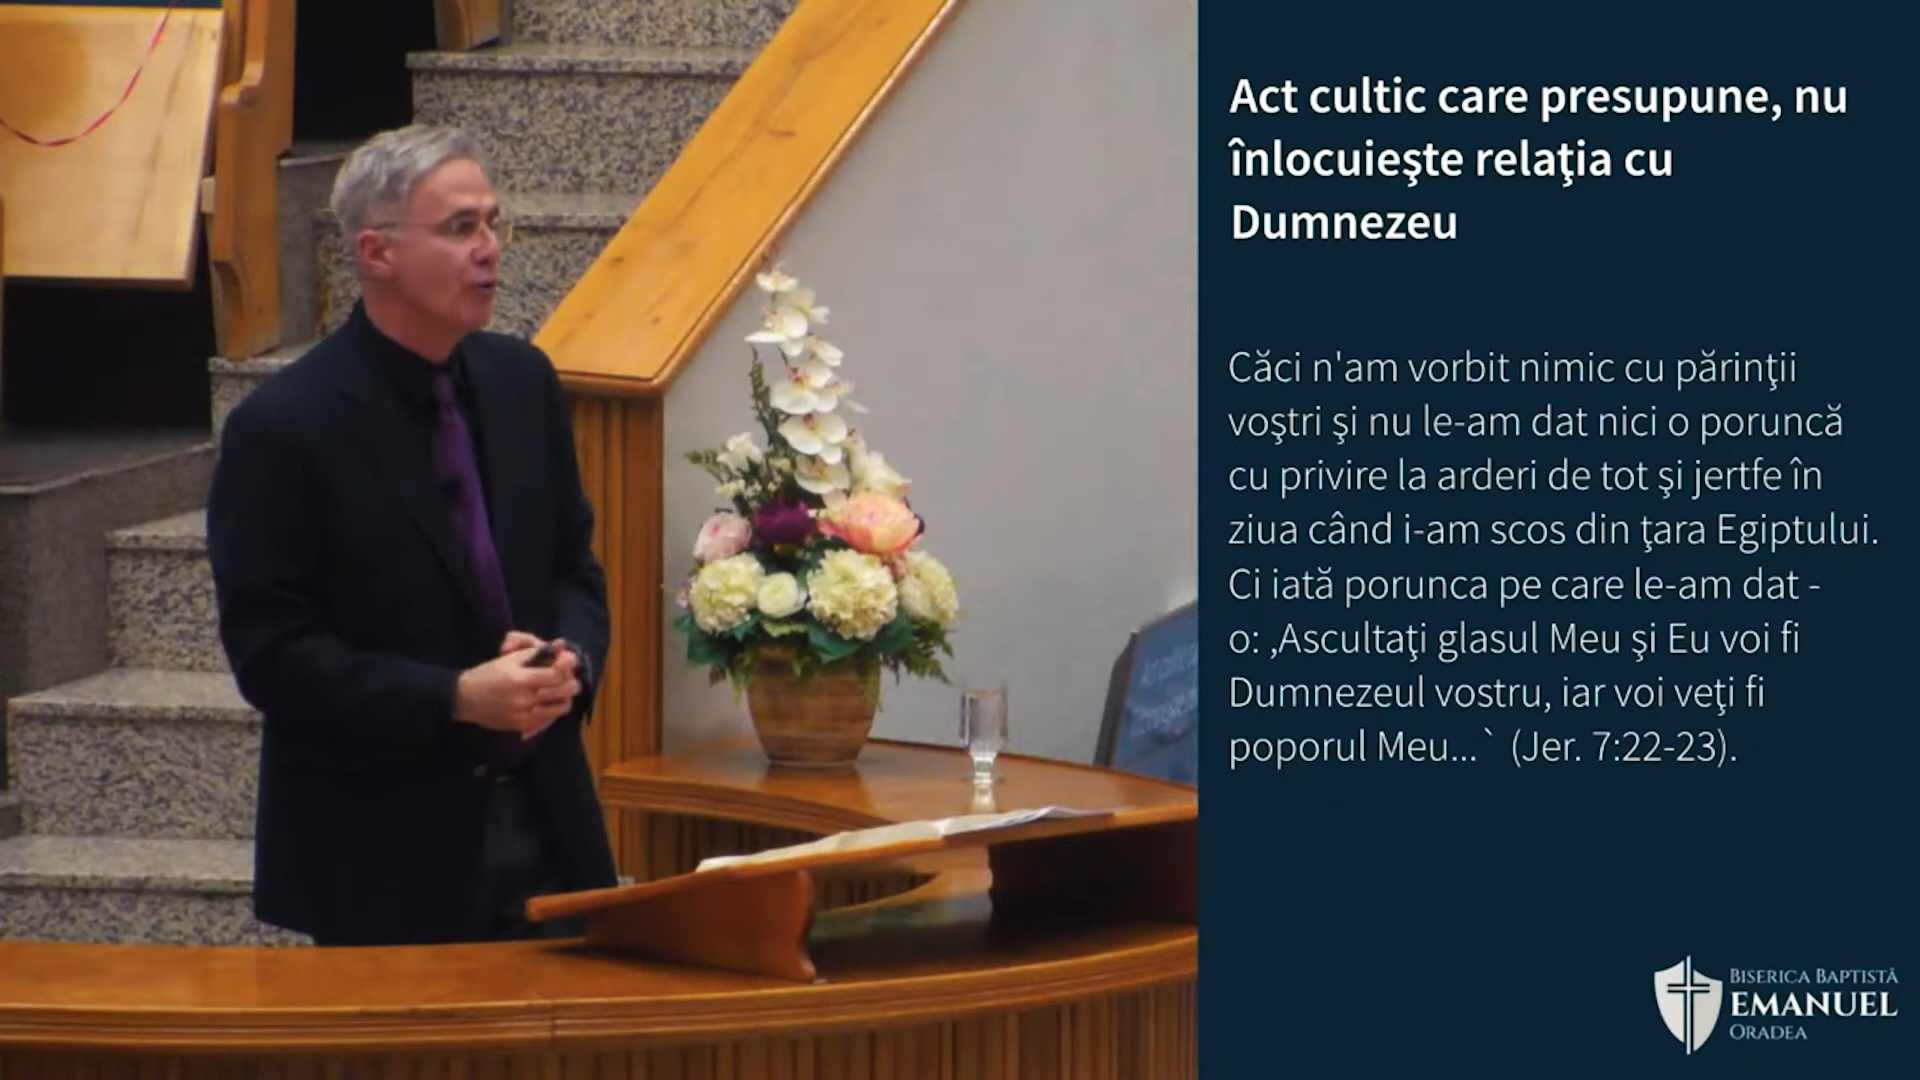 Act cultic care presupune, nu
înlocuieşte relaţia cu
Dumnezeu
Căci n'am vorbit nimic cu părinţii
voştri şi nu le-am dat nici o poruncă
cu privire la arderi de tot şi jertfe în
ziua când i-am scos din ţara Egiptului.
Ci iată porunca pe care le-am dat -
o: ,Ascultaţi glasul Meu şi Eu voi fi
Dumnezeul vostru, iar voi veţi fi
poporul Meu...` (Jer. 7:22-23).
BISERICA BAPTISTĂ
EMANUEL
ORADEA